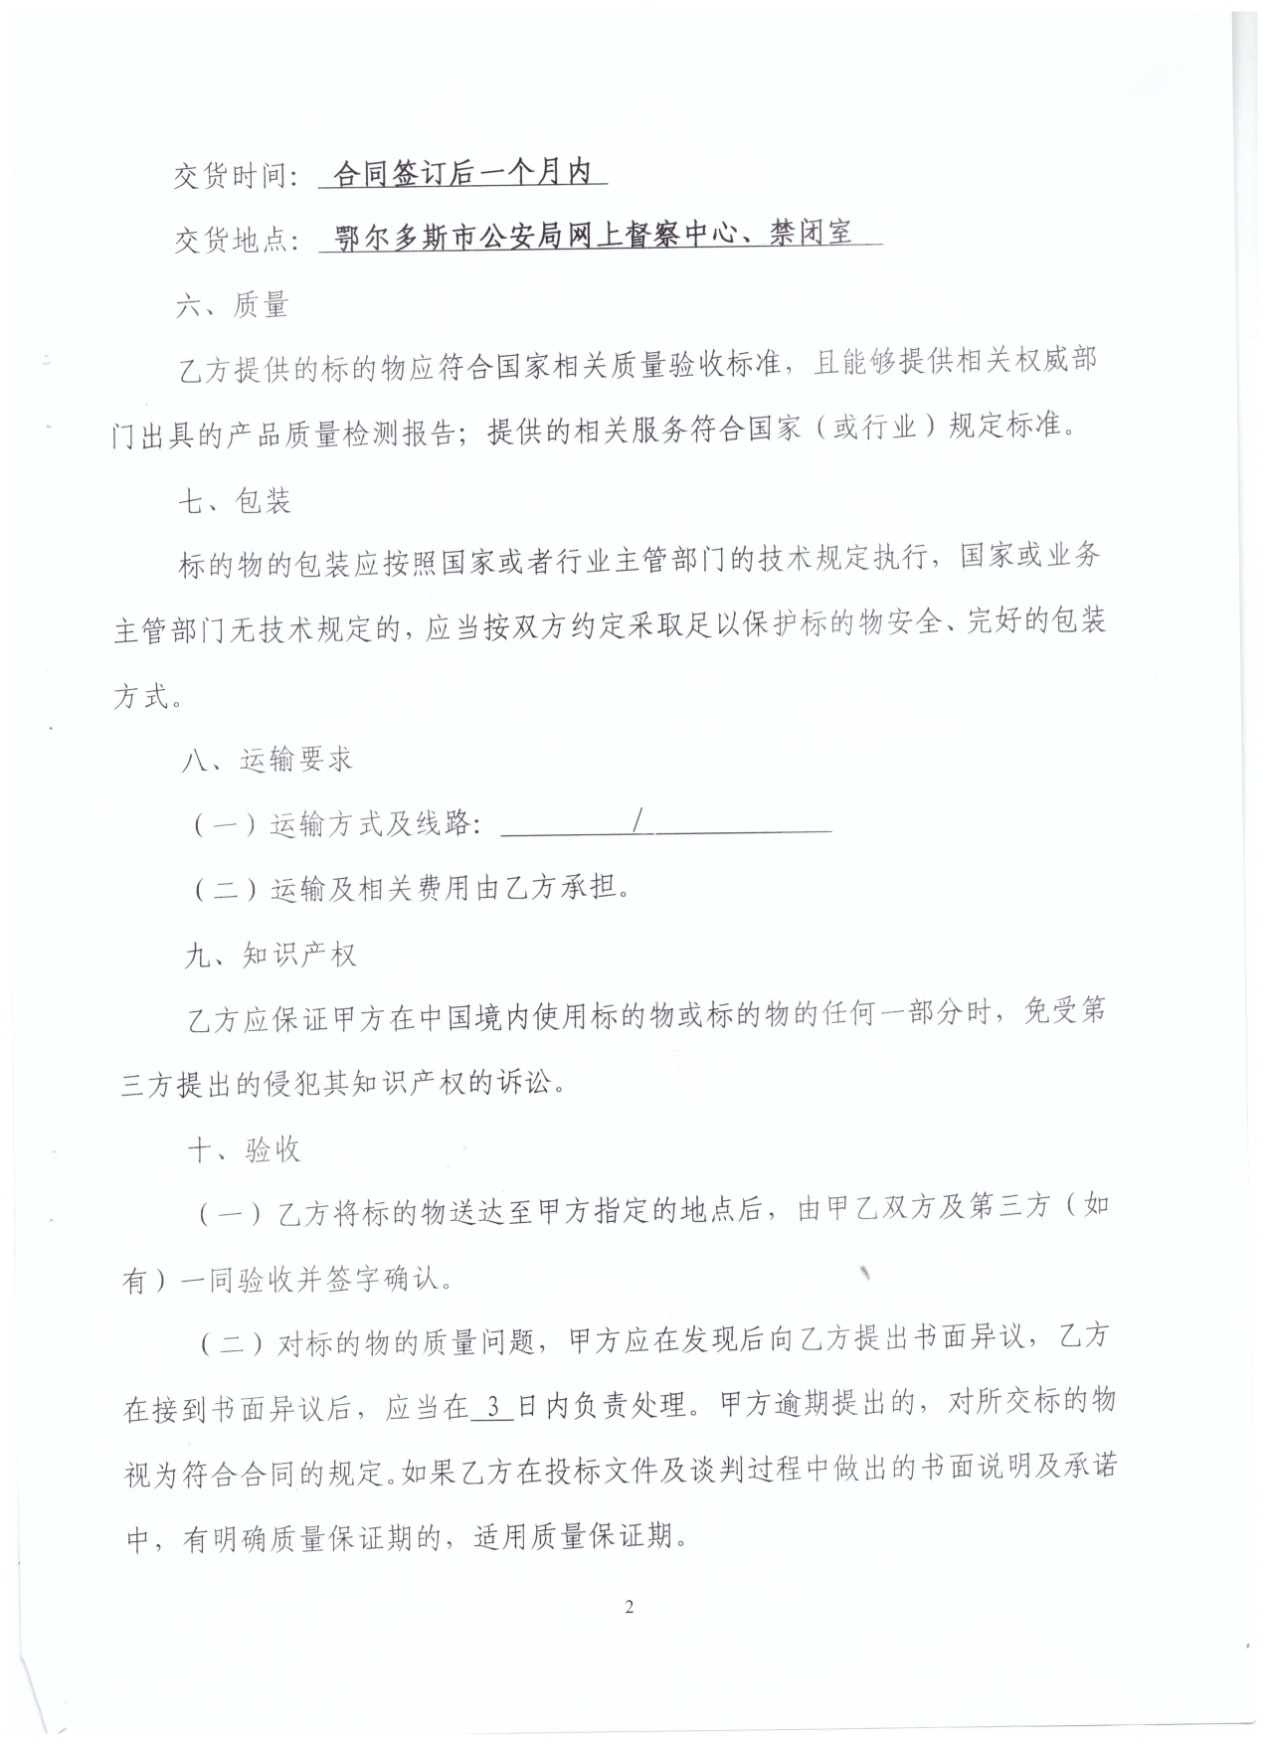 交货时间： 合同签订后一个月内
交货地点： 鄂尔多斯市公安局网上督察中心、禁闭室
六、质量
乙方提供的标的物应符合国家相关质量验收标准，且能够提供相关权威部
门出具的产品质量检测报告；提供的相关服务符合国家（或行业）规定标准。
七、包装
标的物的包装应按照国家或者行业主管部门的技术规定执行，国家或业务
主管部门无技术规定的，应当按双方约定采取足以保护标的物安全、完好的包装
方式。
八、运输要求
（一）运输方式及线路： /
（二）运输及相关费用由乙方承担。
九、知识产权
乙方应保证甲方在中国境内使用标的物或标的物的任何一部分时，免受第
三方提出的侵犯其知识产权的诉讼。
十、验收
（一）乙方将标的物送达至甲方指定的地点后，由甲乙双方及第三方（如
有）一同验收并签字确认。
（二）对标的物的质量问题，甲方应在发现后向乙方提出书面异议，乙方
在接到书面异议后，应当在 3 日内负责处理。甲方逾期提出的，对所交标的物
视为符合合同的规定。如果乙方在投标文件及谈判过程中做出的书面说明及承诺
中，有明确质量保证期的，适用质量保证期。
2